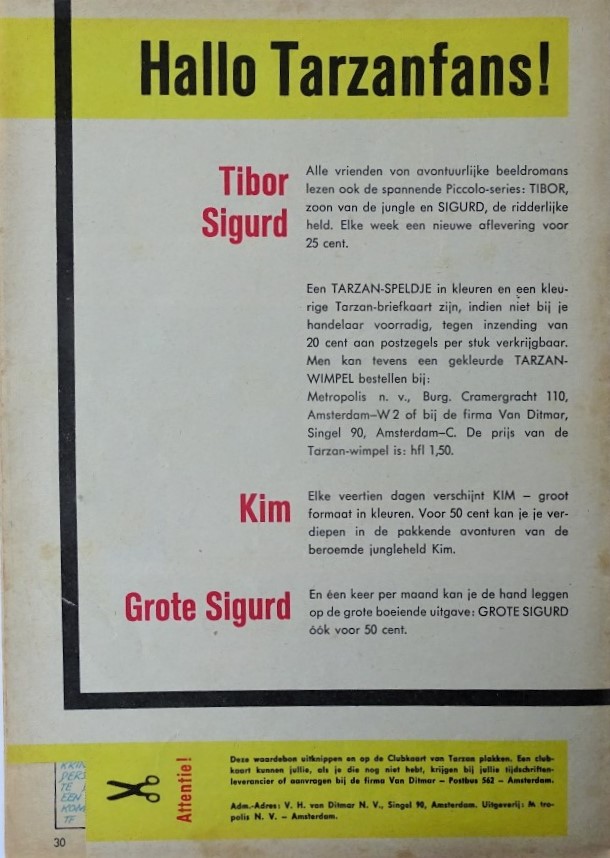 Hallo Tarzanfans!
Tibor
Sigurd
Alle vrienden von avontuurlijke beeldromans
lezen ook de spannende Piccolo-series: TIBOR,
zoon van de jungle en SIGURD, de ridderlijke
held. Elke week een nieuwe aflevering voor
25 cent.
Een TARZAN-SPELDJE in kleuren en een kleu-
rige Tarzan-briefkaart zijn, indien niet bij je
handelaar voorradig, tegen inzending van
20 cent aan postzegels per stuk verkrijgbaar.
Men kan tevens een gekleurde TARZAN-
WIMPEL bestellen bij:
Metropolis n. v., Burg. Cramergracht 110,
Amsterdam–W 2 of bij de firma Van Ditmar,
Singel 90, Amsterdam–C. De prijs van de
Tarzan-wimpel is: hfl 1,50.
Kim
Elke veertien dagen verschijnt KIM – groot
formaat in kleuren. Voor 50 cent kan je je ver-
diepen in de pakkende avonturen van de
beroemde jungleheld Kim.
Grote Sigurd
En één keer per maand kan je de hand leggen
op de grote boeiende uitgave: GROTE SIGURD
óók voor 50 cent.
Attentie!
Deze waardebon uitknippen en op de Clubkaart van Tarzan plakken. Een club-
kaart kunnen jullie, als je die nog niet hebt, krijgen bij jullie tijdschriften-
leverancier of aanvragen bij de firma Van Ditmar – Postbus 562 – Amsterdam.
Adm.-Adres: V. H. van Ditmar N. V., Singel 90, Amsterdam. Uitgeverij: M tro-
polis N. V. – Amsterdam.
TE
EEN
TF
30